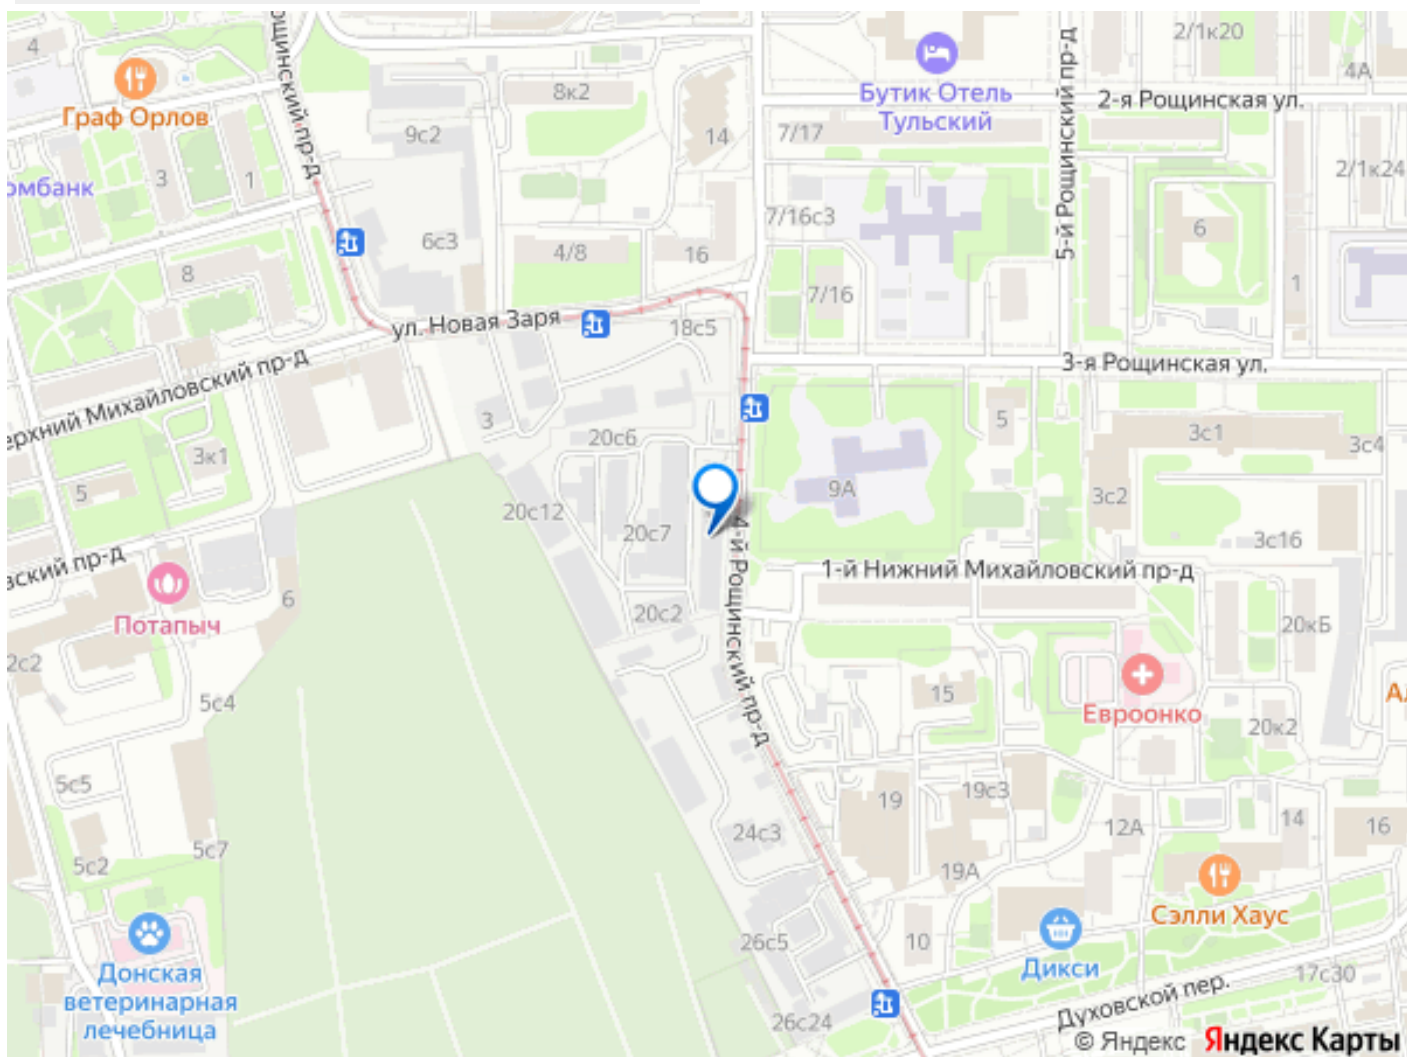 4
Граф Орлов
ощинский пр-д
8к2
9с2
14
Бутик Отель
Тульский
7/17
5-й Рощинский пр-д
2/1к20
4А
2-я Рощинская ул.
2/1к24
омбанк
3
1
6с3
4/8
16
7/16с3
7/16
6
1
8
ул. Новая Заря
18с5
3-я Рощинская ул.
ерхний Михайловский пр-д
3
20с6
5
3с1
3с4
3к1
5
20с12
20с7
9А
3с2
3с16
4-й Рощинский пр-д
вский пр-д
1-й Нижний Михайловский пр-д
6
Потапыч
20с2
20кБ
2с2
5с4
15
Евроонко
20к2
5с5
19
19с3
24с3
12А
14
16
5с2
5с7
19А
Сэлли Хаус
26с5
10
Дикси
Донская
ветеринарная
лечебница
17с30
Духовской пер.
26с24
© Яндекс Яндекс Карты